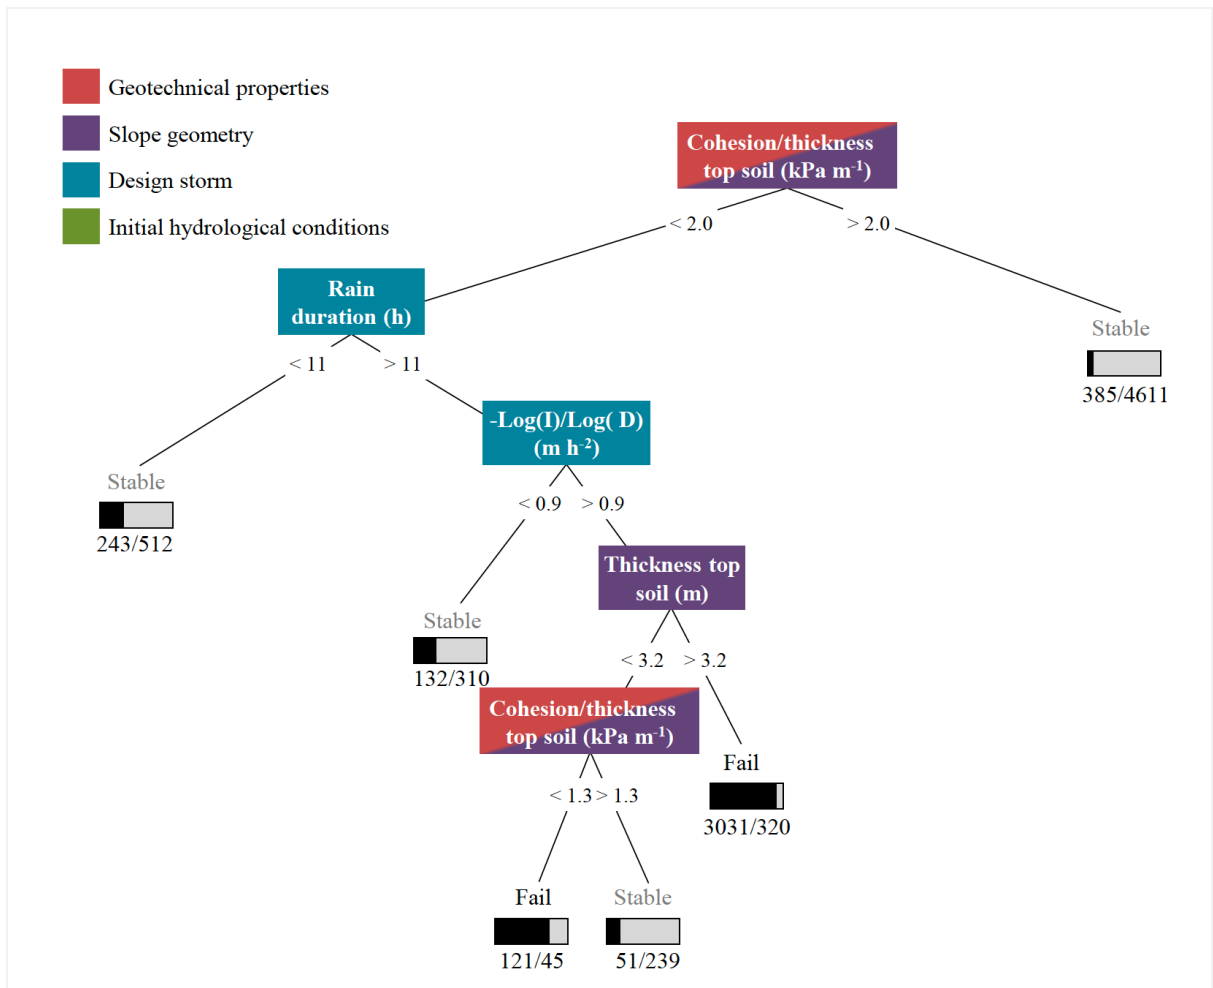 Geotechnical properties
Slope geometry
Design storm
Initial hydrological conditions
Cohesion/thickness
top soil (kPa m⁻¹)
< 2.0
> 2.0
Rain
duration (h)
Stable
385/4611
< 11
> 11
-Log(I)/Log( D)
(m h⁻²)
Stable
243/512
< 0.9
> 0.9
Thickness top
soil (m)
Stable
132/310
< 3.2
> 3.2
Cohesion/thickness
top soil (kPa m⁻¹)
Fail
3031/320
< 1.3
> 1.3
Fail
121/45
Stable
51/239